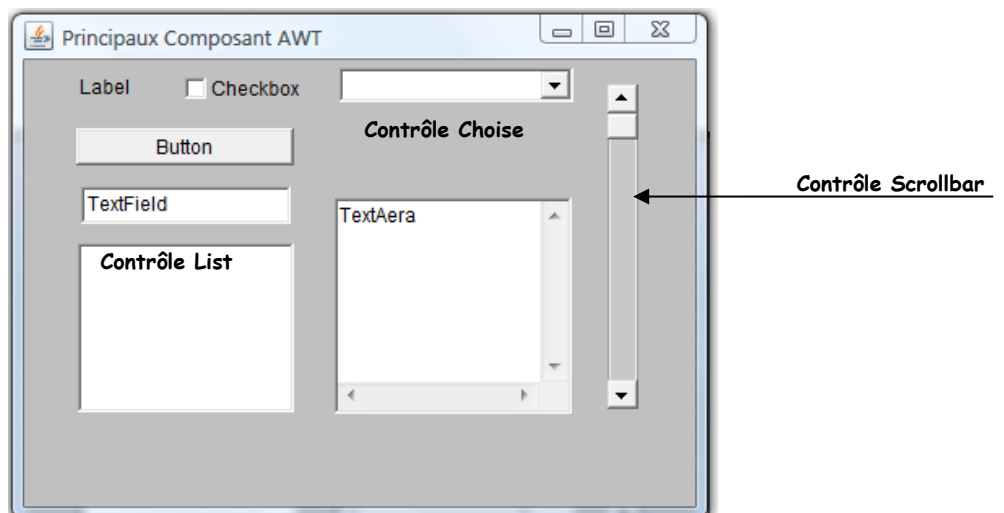 Principaux Composant AWT
Label
Checkbox
Contrôle Choise
Button
Contrôle Scrollbar
TextField
TextAera
Contrôle List